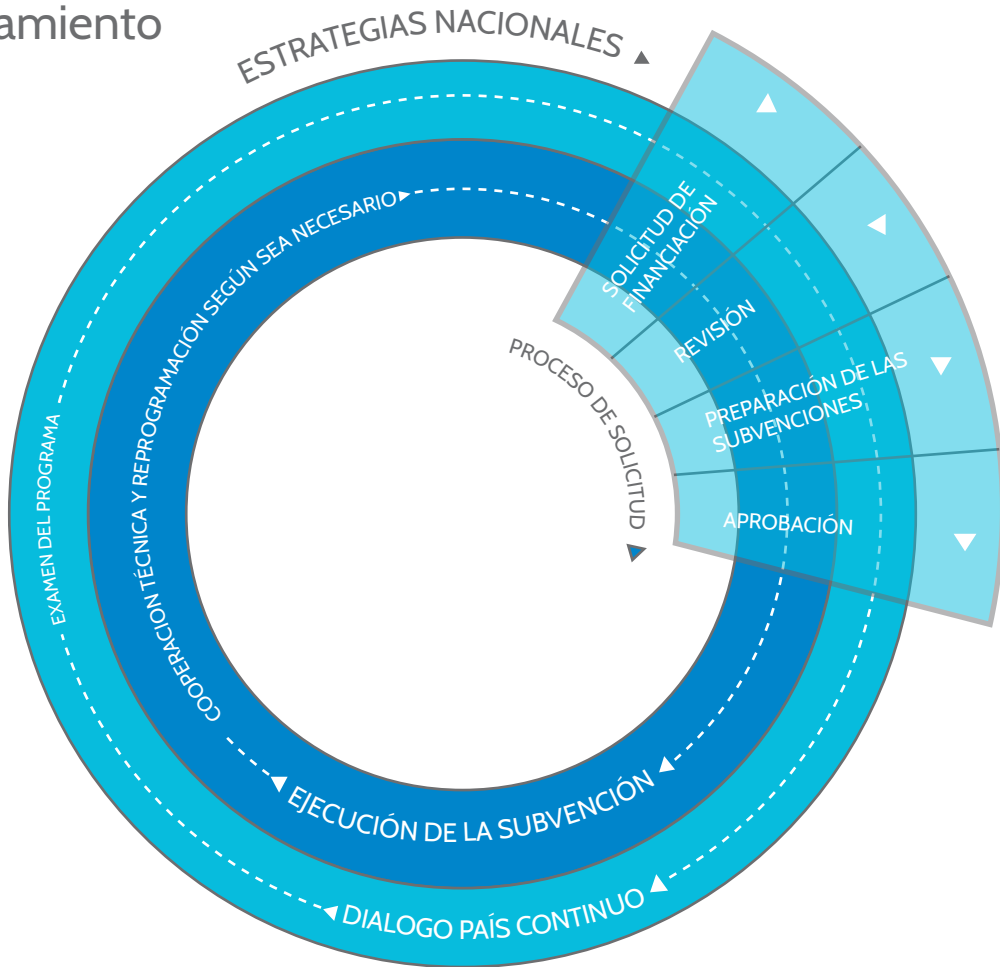 amiento
ESTRATEGIAS NACIONALES
SOLICITUD DE
FINANCIACIÓN
REVISIÓN
PREPARACIÓN DE LAS
SUBVENCIONES
APROBACIÓN
PROCESO DE SOLICITUD
COOPERACION TÉCNICA Y REPROGRAMACIÓN SEGÚN SEA NECESARIO
EXAMEN DEL PROGRAMA
EJECUCIÓN DE LA SUBVENCIÓN
DIALOGO PAÍS CONTINUO